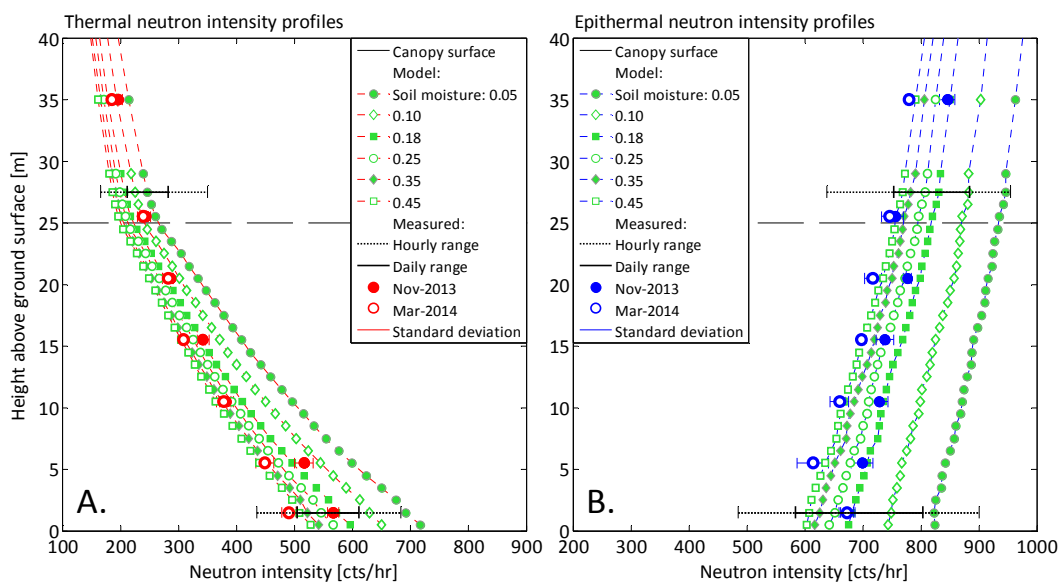 Thermal neutron intensity profiles
Epithermal neutron intensity profiles
Height above ground surface [m]
40
35
30
25
20
15
10
5
0
Canopy surface
Model:
Soil moisture: 0.05
0.10
0.18
0.25
0.35
0.45
Measured:
Hourly range
Daily range
Nov-2013
Mar-2014
Standard deviation
A.
100 200 300 400 500 600 700 800 900
Neutron intensity [cts/hr]
40
35
30
25
20
15
10
5
0
Canopy surface
Model:
Soil moisture: 0.05
0.10
0.18
0.25
0.35
0.45
Measured:
Hourly range
Daily range
Nov-2013
Mar-2014
Standard deviation
B.
200 300 400 500 600 700 800 900 1000
Neutron intensity [cts/hr]